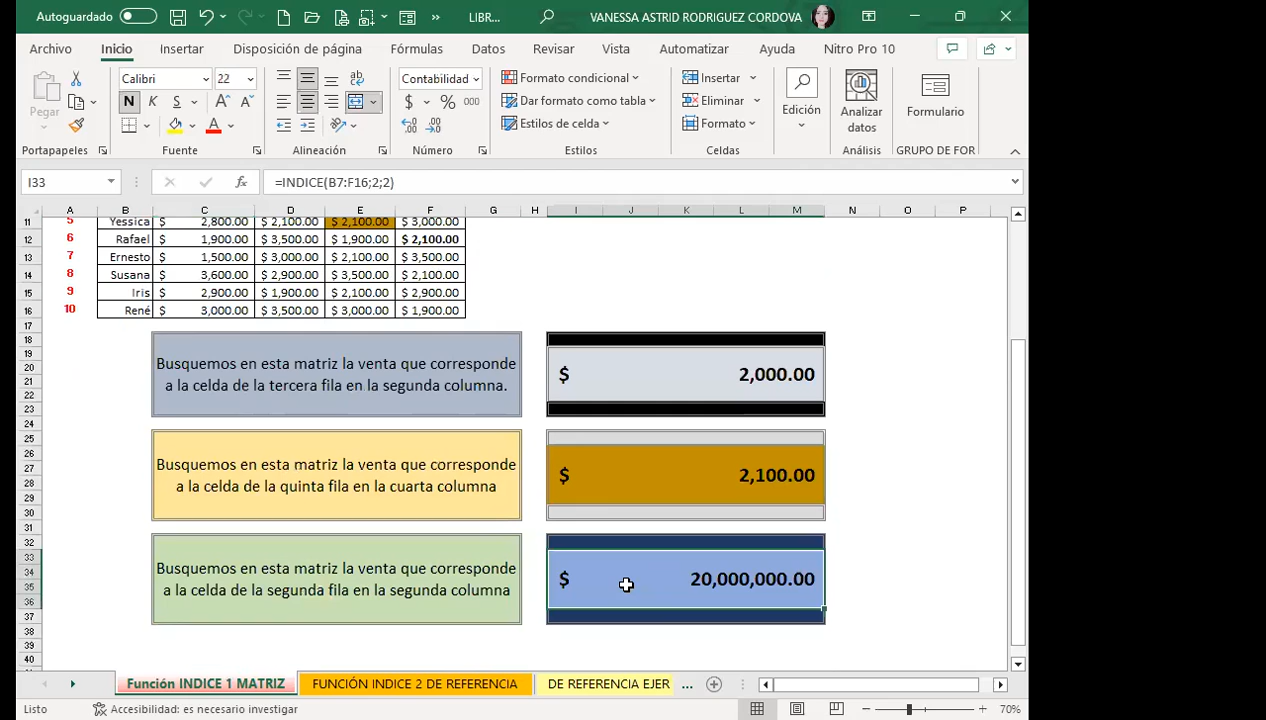 Autoguardado LIBR... VANESSA ASTRID RODRIGUEZ CORDOVA
Archivo Inicio Insertar Disposición de página Fórmulas Datos Revisar Vista Automatizar Ayuda Nitro Pro 10
Pegar
Calibri 22
N K S
Contabilidad
$ % 000
Formato condicional
Dar formato como tabla
Estilos de celda
Insertar
Eliminar
Formato
Edición
Analizar datos
Formulario
Portapapeles Fuente Alineación Número Estilos Celdas Análisis GRUPO DE FOR
I33 fx =INDICE(B7:F16;2;2)
A B C D E F G H I J K L M N O P
11 5 Yessica $ 2,800.00 $ 2,100.00 $ 2,100.00 $ 3,000.00
12 6 Rafael $ 1,900.00 $ 3,500.00 $ 1,900.00 $ 2,100.00
13 7 Ernesto $ 1,500.00 $ 3,000.00 $ 2,100.00 $ 3,500.00
14 8 Susana $ 3,600.00 $ 2,900.00 $ 3,500.00 $ 2,100.00
15 9 Iris $ 2,900.00 $ 1,900.00 $ 2,100.00 $ 2,900.00
16 10 René $ 3,000.00 $ 3,500.00 $ 3,000.00 $ 1,900.00
17
18
19
20
21
22
23
Busquemos en esta matriz la venta que corresponde
a la celda de la tercera fila en la segunda columna.
$ 2,000.00
24
25
26
27
28
29
30
Busquemos en esta matriz la venta que corresponde
a la celda de la quinta fila en la cuarta columna
$ 2,100.00
31
32
33
34
35
36
37
Busquemos en esta matriz la venta que corresponde
a la celda de la segunda fila en la segunda columna
$ 20,000,000.00
38
39
40
Función INDICE 1 MATRIZ FUNCIÓN INDICE 2 DE REFERENCIA DE REFERENCIA EJER ...
Listo Accesibilidad: es necesario investigar 70%